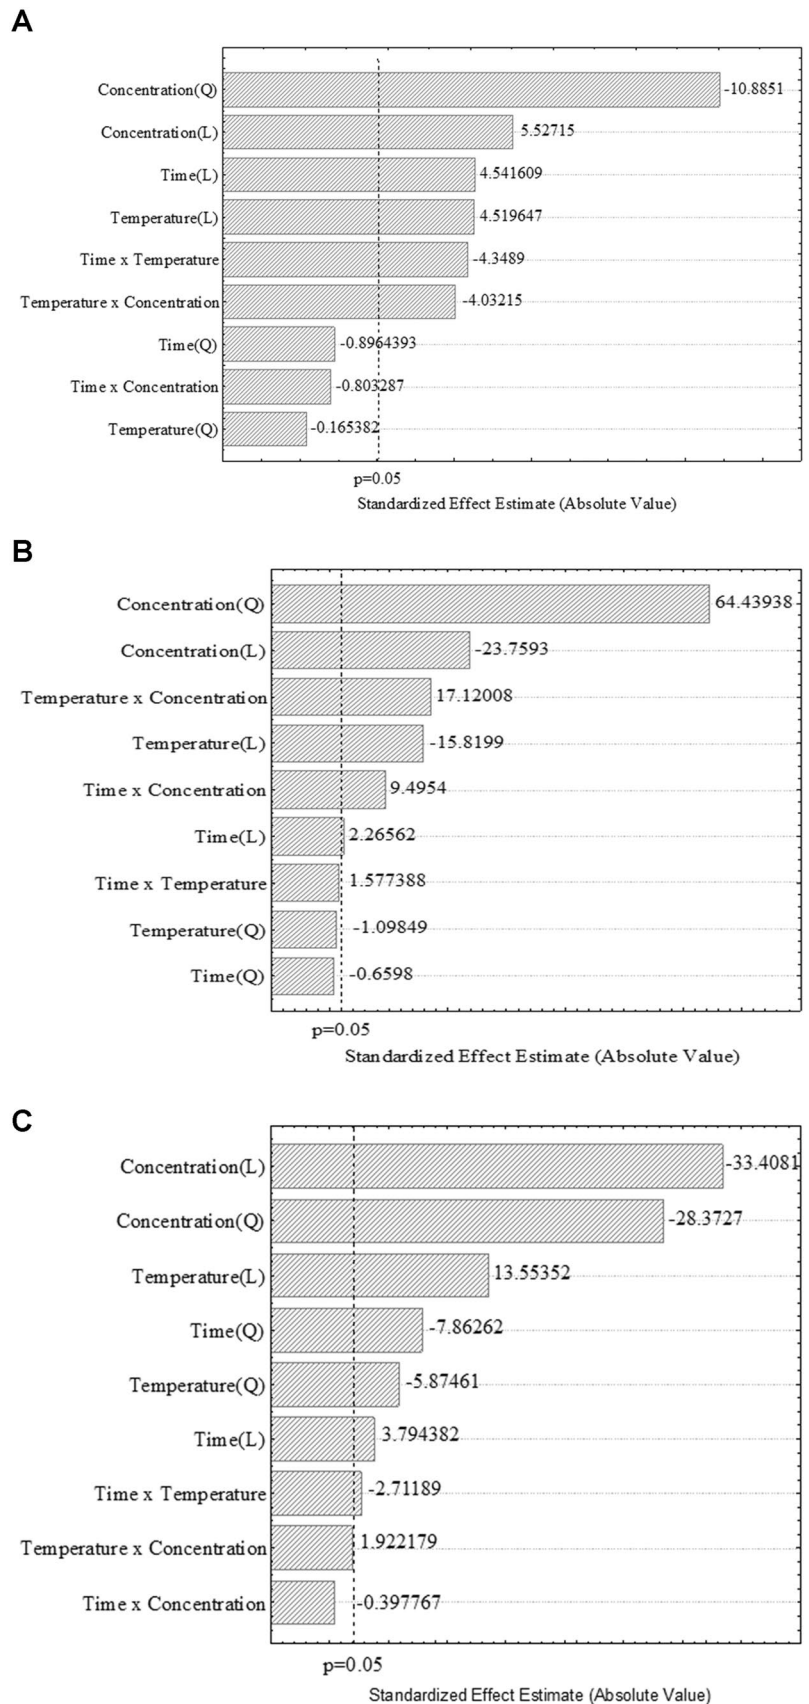 A
Concentration(Q) -10.8851
Concentration(L) 5.52715
Time(L) 4.541609
Temperature(L) 4.519647
Time x Temperature -4.3489
Temperature x Concentration -4.03215
Time(Q) -0.8964393
Time x Concentration -0.803287
Temperature(Q) -0.165382
p=0.05
Standardized Effect Estimate (Absolute Value)
B
Concentration(Q) 64.43938
Concentration(L) -23.7593
Temperature x Concentration 17.12008
Temperature(L) -15.8199
Time x Concentration 9.4954
Time(L) 2.26562
Time x Temperature 1.577388
Temperature(Q) -1.09849
Time(Q) -0.6598
p=0.05
Standardized Effect Estimate (Absolute Value)
C
Concentration(L) -33.4081
Concentration(Q) -28.3727
Temperature(L) 13.55352
Time(Q) -7.86262
Temperature(Q) -5.87461
Time(L) 3.794382
Time x Temperature -2.71189
Temperature x Concentration 1.922179
Time x Concentration -0.397767
p=0.05
Standardized Effect Estimate (Absolute Value)